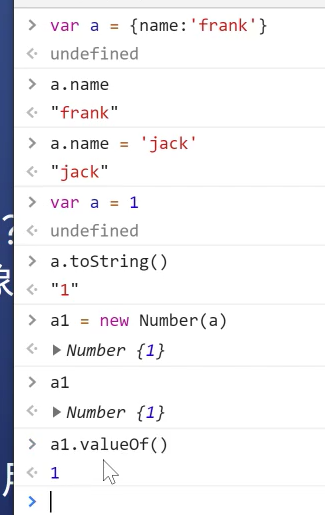 var a = {name:'frank'}
undefined
a.name
"frank"
a.name = 'jack'
"jack"
var a = 1
undefined
a.toString()
"1"
a1 = new Number(a)
Number {1}
a1
Number {1}
a1.valueOf()
1